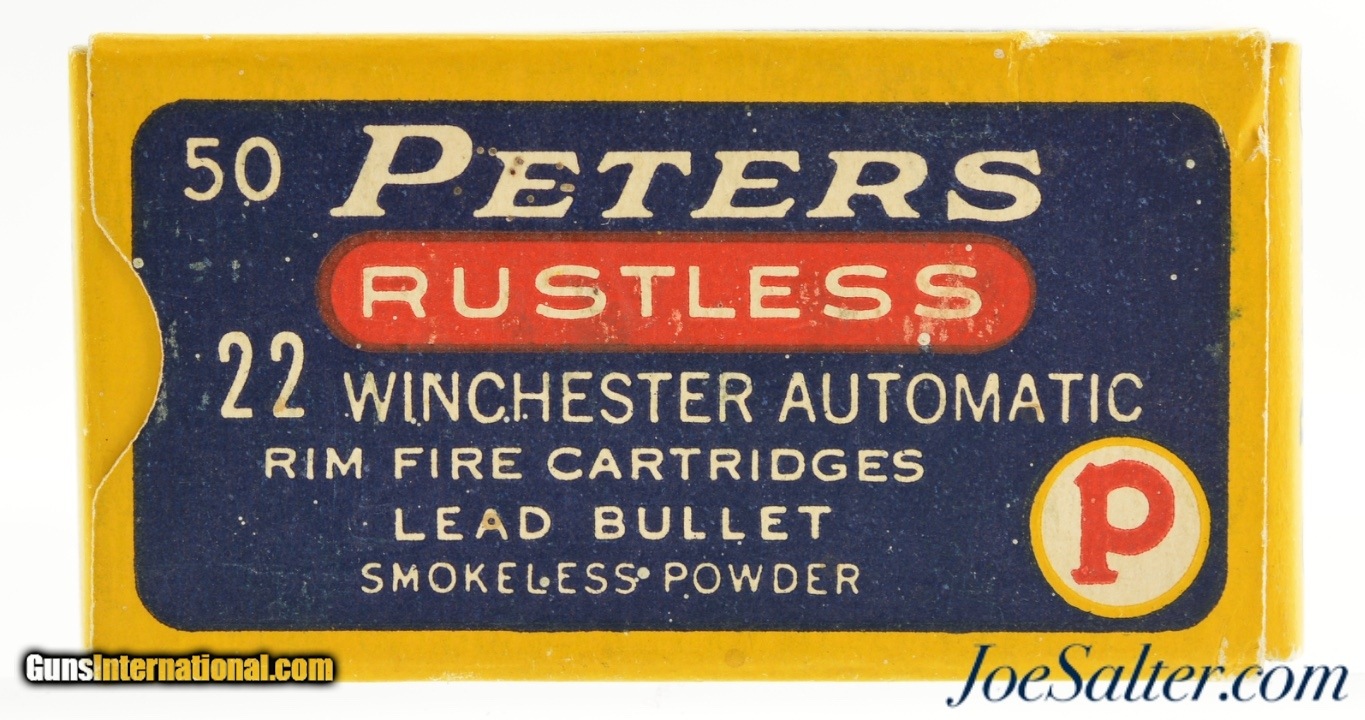 50 PETERS
RUSTLESS
22 WINCHESTER AUTOMATIC
RIM FIRE CARTRIDGES
LEAD BULLET
SMOKELESS POWDER
P
GunsInternational.com
JoeSalter.com